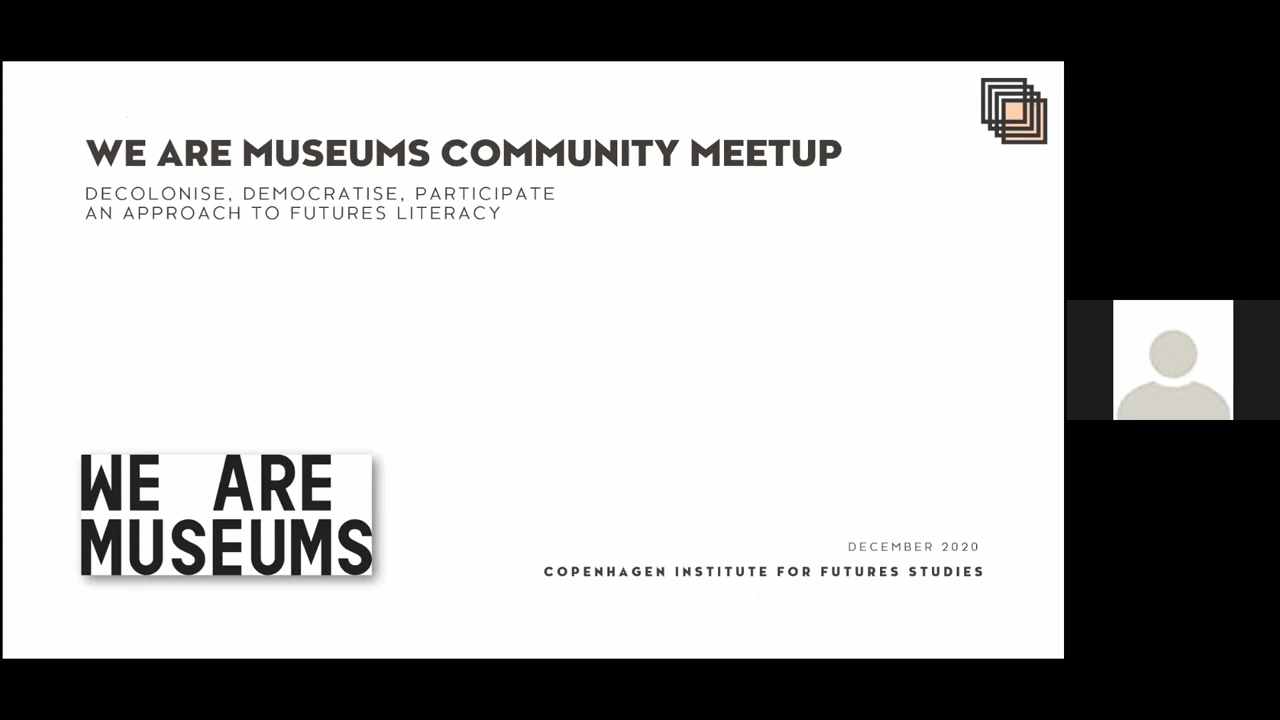 WE ARE MUSEUMS COMMUNITY MEETUP
DECOLONISE, DEMOCRATISE, PARTICIPATE
AN APPROACH TO FUTURES LITERACY
WE ARE
MUSEUMS
DECEMBER 2020
COPENHAGEN INSTITUTE FOR FUTURES STUDIES